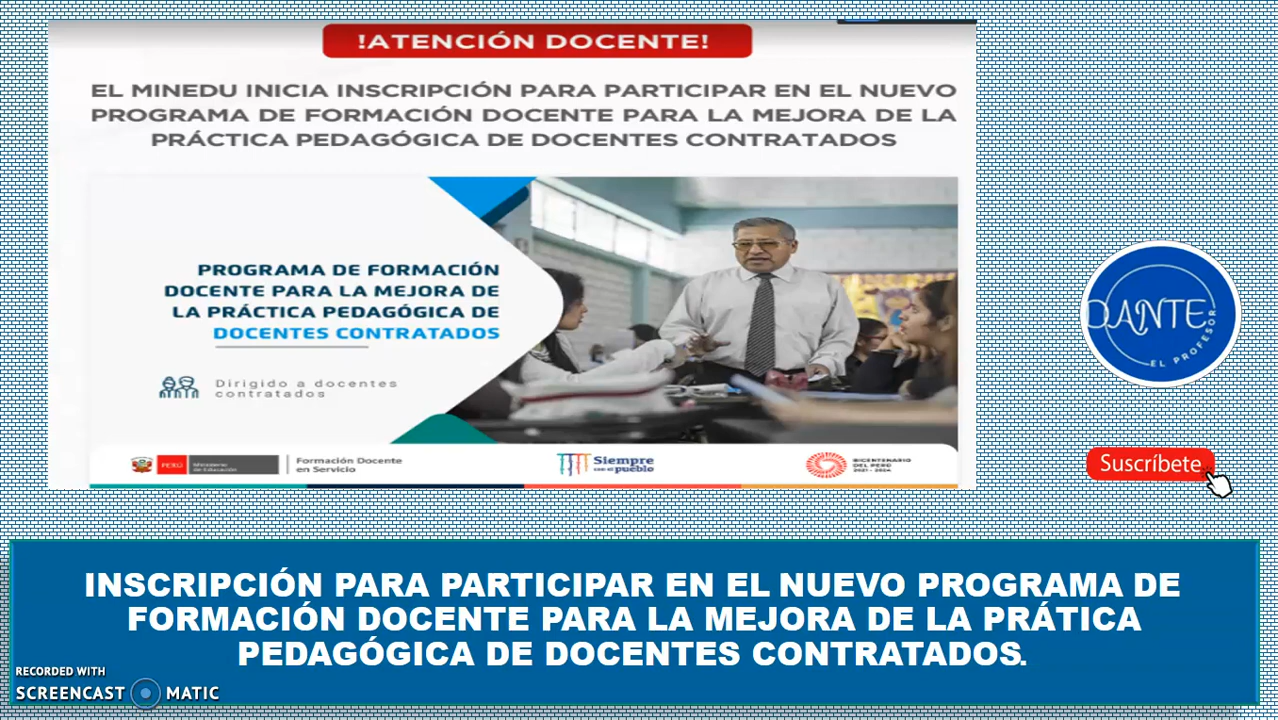 !ATENCIÓN DOCENTE!
EL MINEDU INICIA INSCRIPCIÓN PARA PARTICIPAR EN EL NUEVO
PROGRAMA DE FORMACIÓN DOCENTE PARA LA MEJORA DE LA
PRÁCTICA PEDAGÓGICA DE DOCENTES CONTRATADOS
PROGRAMA DE FORMACIÓN
DOCENTE PARA LA MEJORA DE
LA PRÁCTICA PEDAGÓGICA DE
DOCENTES CONTRATADOS
Dirigido a docentes
contratados
PERÚ
Ministerio
de Educación
Formación Docente
en Servicio
Siempre
con el pueblo
BICENTENARIO
DEL PERÚ
2021 - 2024
DANTE
EL PROFESOR
Suscríbete
INSCRIPCIÓN PARA PARTICIPAR EN EL NUEVO PROGRAMA DE
FORMACIÓN DOCENTE PARA LA MEJORA DE LA PRÁTICA
PEDAGÓGICA DE DOCENTES CONTRATADOS.
RECORDED WITH
SCREENCAST MATIC